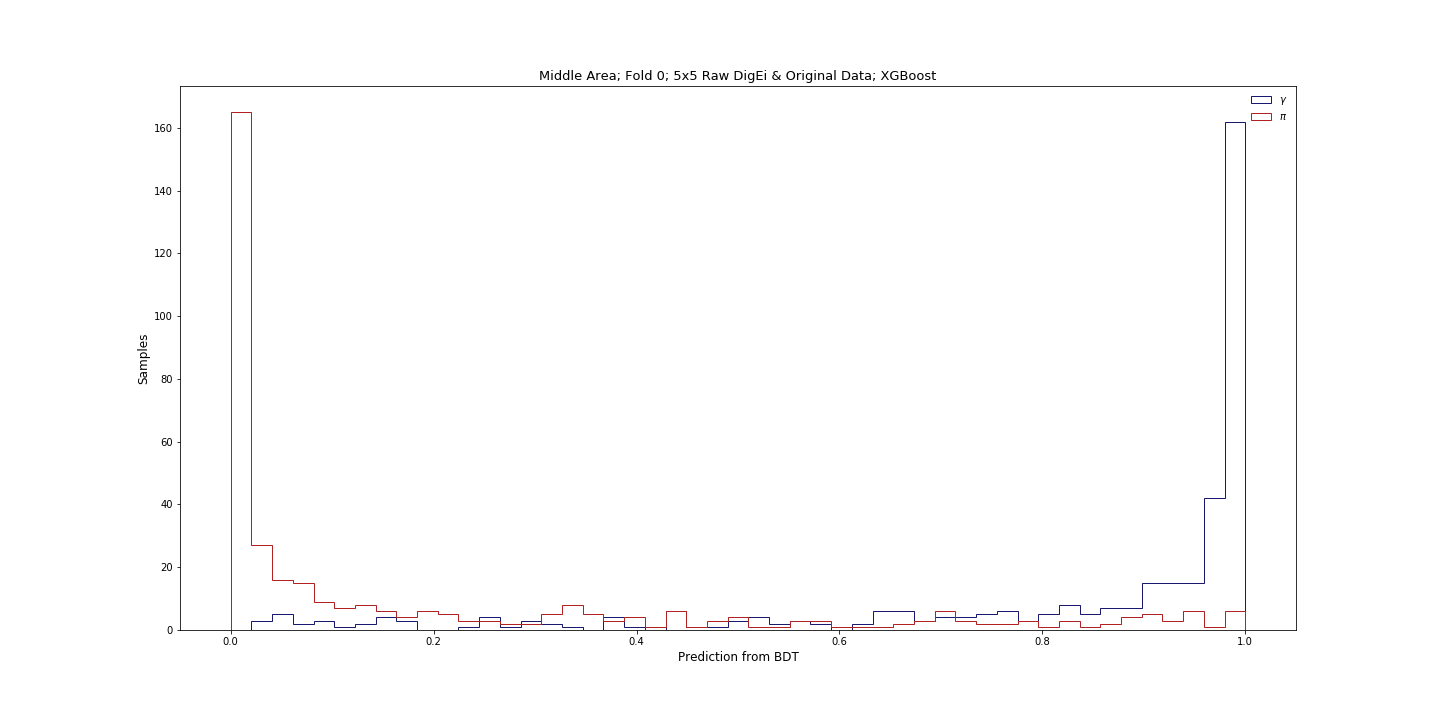 Middle Area; Fold 0; 5x5 Raw DigEi & Original Data; XGBoost
γ
π
160
140
120
100
80
60
40
20
0
Samples
0.0 0.2 0.4 0.6 0.8 1.0
Prediction from BDT